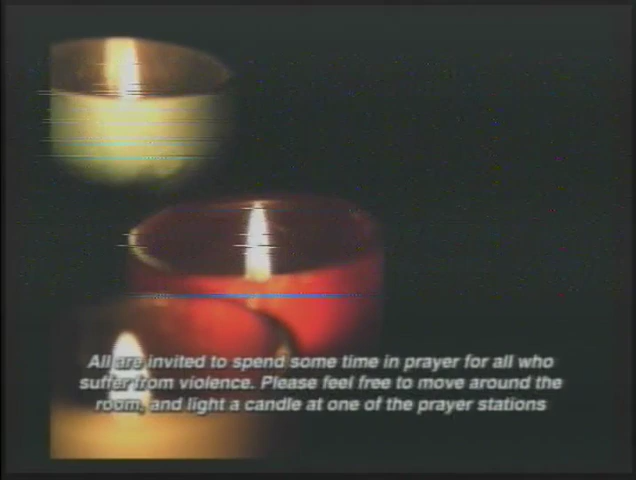 All are invited to spend some time in prayer for all who
suffer from violence. Please feel free to move around the
room, and light a candle at one of the prayer stations